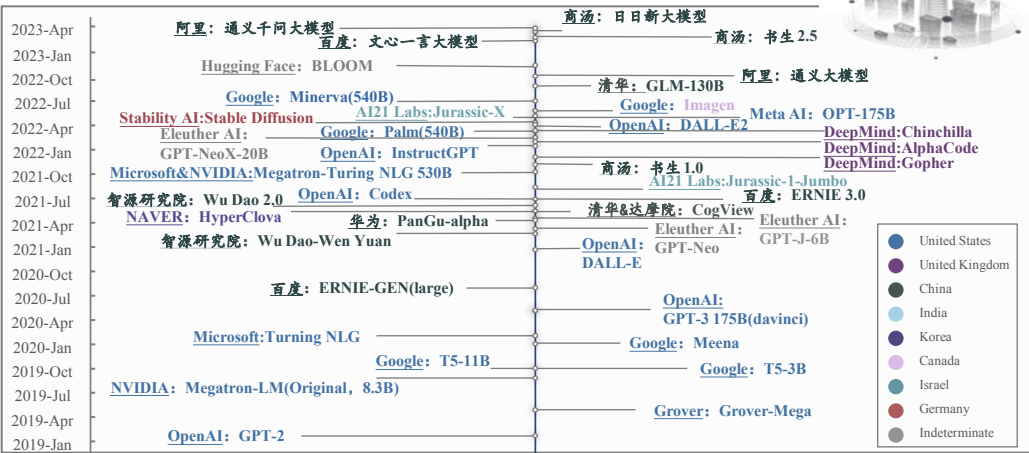 2023-Apr
2023-Jan
2022-Oct
2022-Jul
2022-Apr
2022-Jan
2021-Oct
2021-Jul
2021-Apr
2021-Jan
2020-Oct
2020-Jul
2020-Apr
2020-Jan
2019-Oct
2019-Jul
2019-Apr
2019-Jan
阿里：通义千问大模型
百度：文心一言大模型
Hugging Face：BLOOM
Google：Minerva(540B)
AI21 Labs:Jurassic-X
Stability AI:Stable Diffusion
Eleuther AI：
GPT-NeoX-20B
Google：Palm(540B)
OpenAI：InstructGPT
Microsoft&NVIDIA:Megatron-Turing NLG 530B
OpenAI：Codex
智源研究院：Wu Dao 2.0
NAVER：HyperClova
华为：PanGu-alpha
智源研究院：Wu Dao-Wen Yuan
百度：ERNIE-GEN(large)
Microsoft:Turning NLG
Google：T5-11B
NVIDIA：Megatron-LM(Original，8.3B)
OpenAI：GPT-2
商汤：日日新大模型
商汤：书生2.5
阿里：通义大模型
清华：GLM-130B
Google：Imagen
Meta AI：OPT-175B
OpenAI：DALL-E2
DeepMind:Chinchilla
DeepMind:AlphaCode
DeepMind:Gopher
商汤：书生1.0
AI21 Labs:Jurassic-1-Jumbo
百度：ERNIE 3.0
清华&达摩院：CogView
Eleuther AI：
GPT-J-6B
Eleuther AI：
GPT-Neo
OpenAI：
DALL-E
OpenAI：
GPT-3 175B(davinci)
Google：Meena
Google：T5-3B
Grover：Grover-Mega
United States
United Kingdom
China
India
Korea
Canada
Israel
Germany
Indeterminate